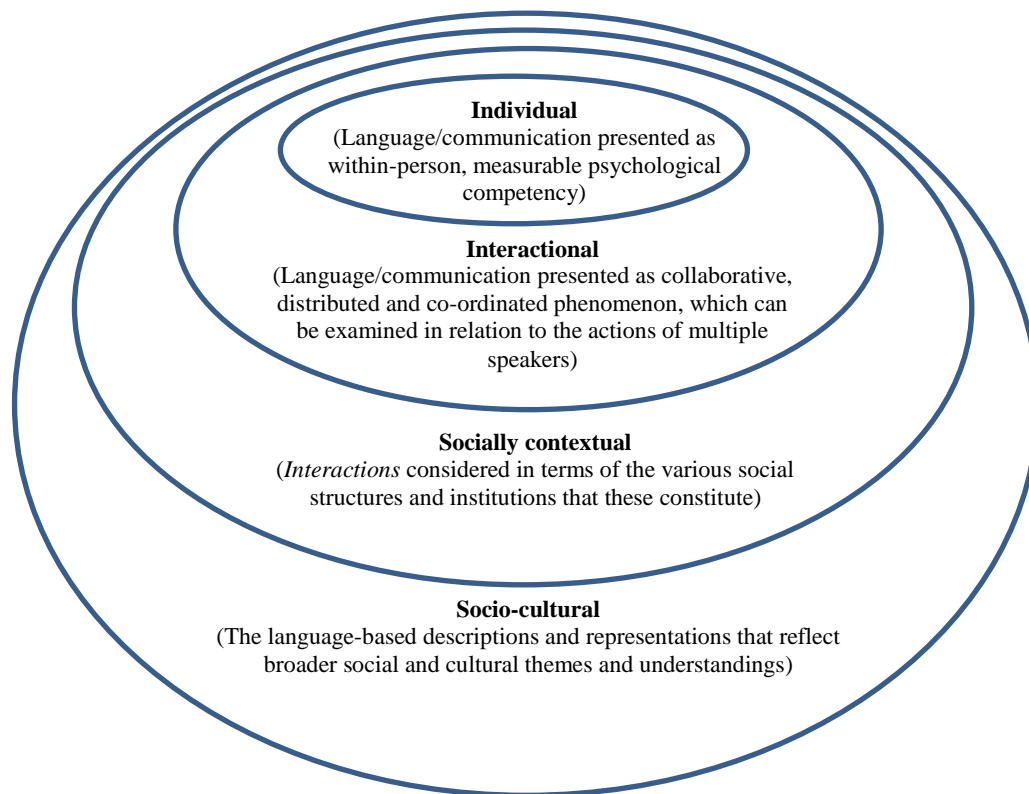 Individual
(Language/communication presented as
within-person, measurable psychological
competency)
Interactional
(Language/communication presented as collaborative,
distributed and co-ordinated phenomenon, which can
be examined in relation to the actions of multiple
speakers)
Socially contextual
(Interactions considered in terms of the various social
structures and institutions that these constitute)
Socio-cultural
(The language-based descriptions and representations that reflect
broader social and cultural themes and understandings)